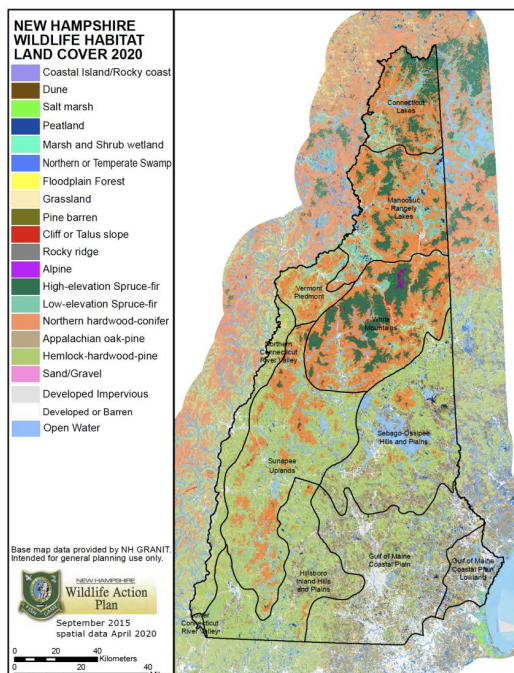 NEW HAMPSHIRE
WILDLIFE HABITAT
LAND COVER 2020
Coastal Island/Rocky coast
Dune
Salt marsh
Peatland
Marsh and Shrub wetland
Northern or Temperate Swamp
Floodplain Forest
Grassland
Pine barren
Cliff or Talus slope
Rocky ridge
Alpine
High-elevation Spruce-fir
Low-elevation Spruce-fir
Northern hardwood-conifer
Appalachian oak-pine
Hemlock-hardwood-pine
Sand/Gravel
Developed Impervious
Developed or Barren
Open Water
Base map data provided by NH GRANIT.
Intended for general planning use only.
NEW HAMPSHIRE
Wildlife Action
Plan
September 2015
spatial data April 2020
0
20
40
Kilometers
0
20
40
Connecticut
Lakes
Mahoosuc
Rangely
Lakes
Vermont
Piedmont
White
Mountains
Northern
Connecticut
River Valley
Sebago-Ossipee
Hills and Plains
Sunapee
Uplands
Hillsboro
Inland Hills
and Plains
Gulf of Maine
Coastal Plain
Gulf of Maine
Coastal Plain
Lowland
Connecticut
River Valley